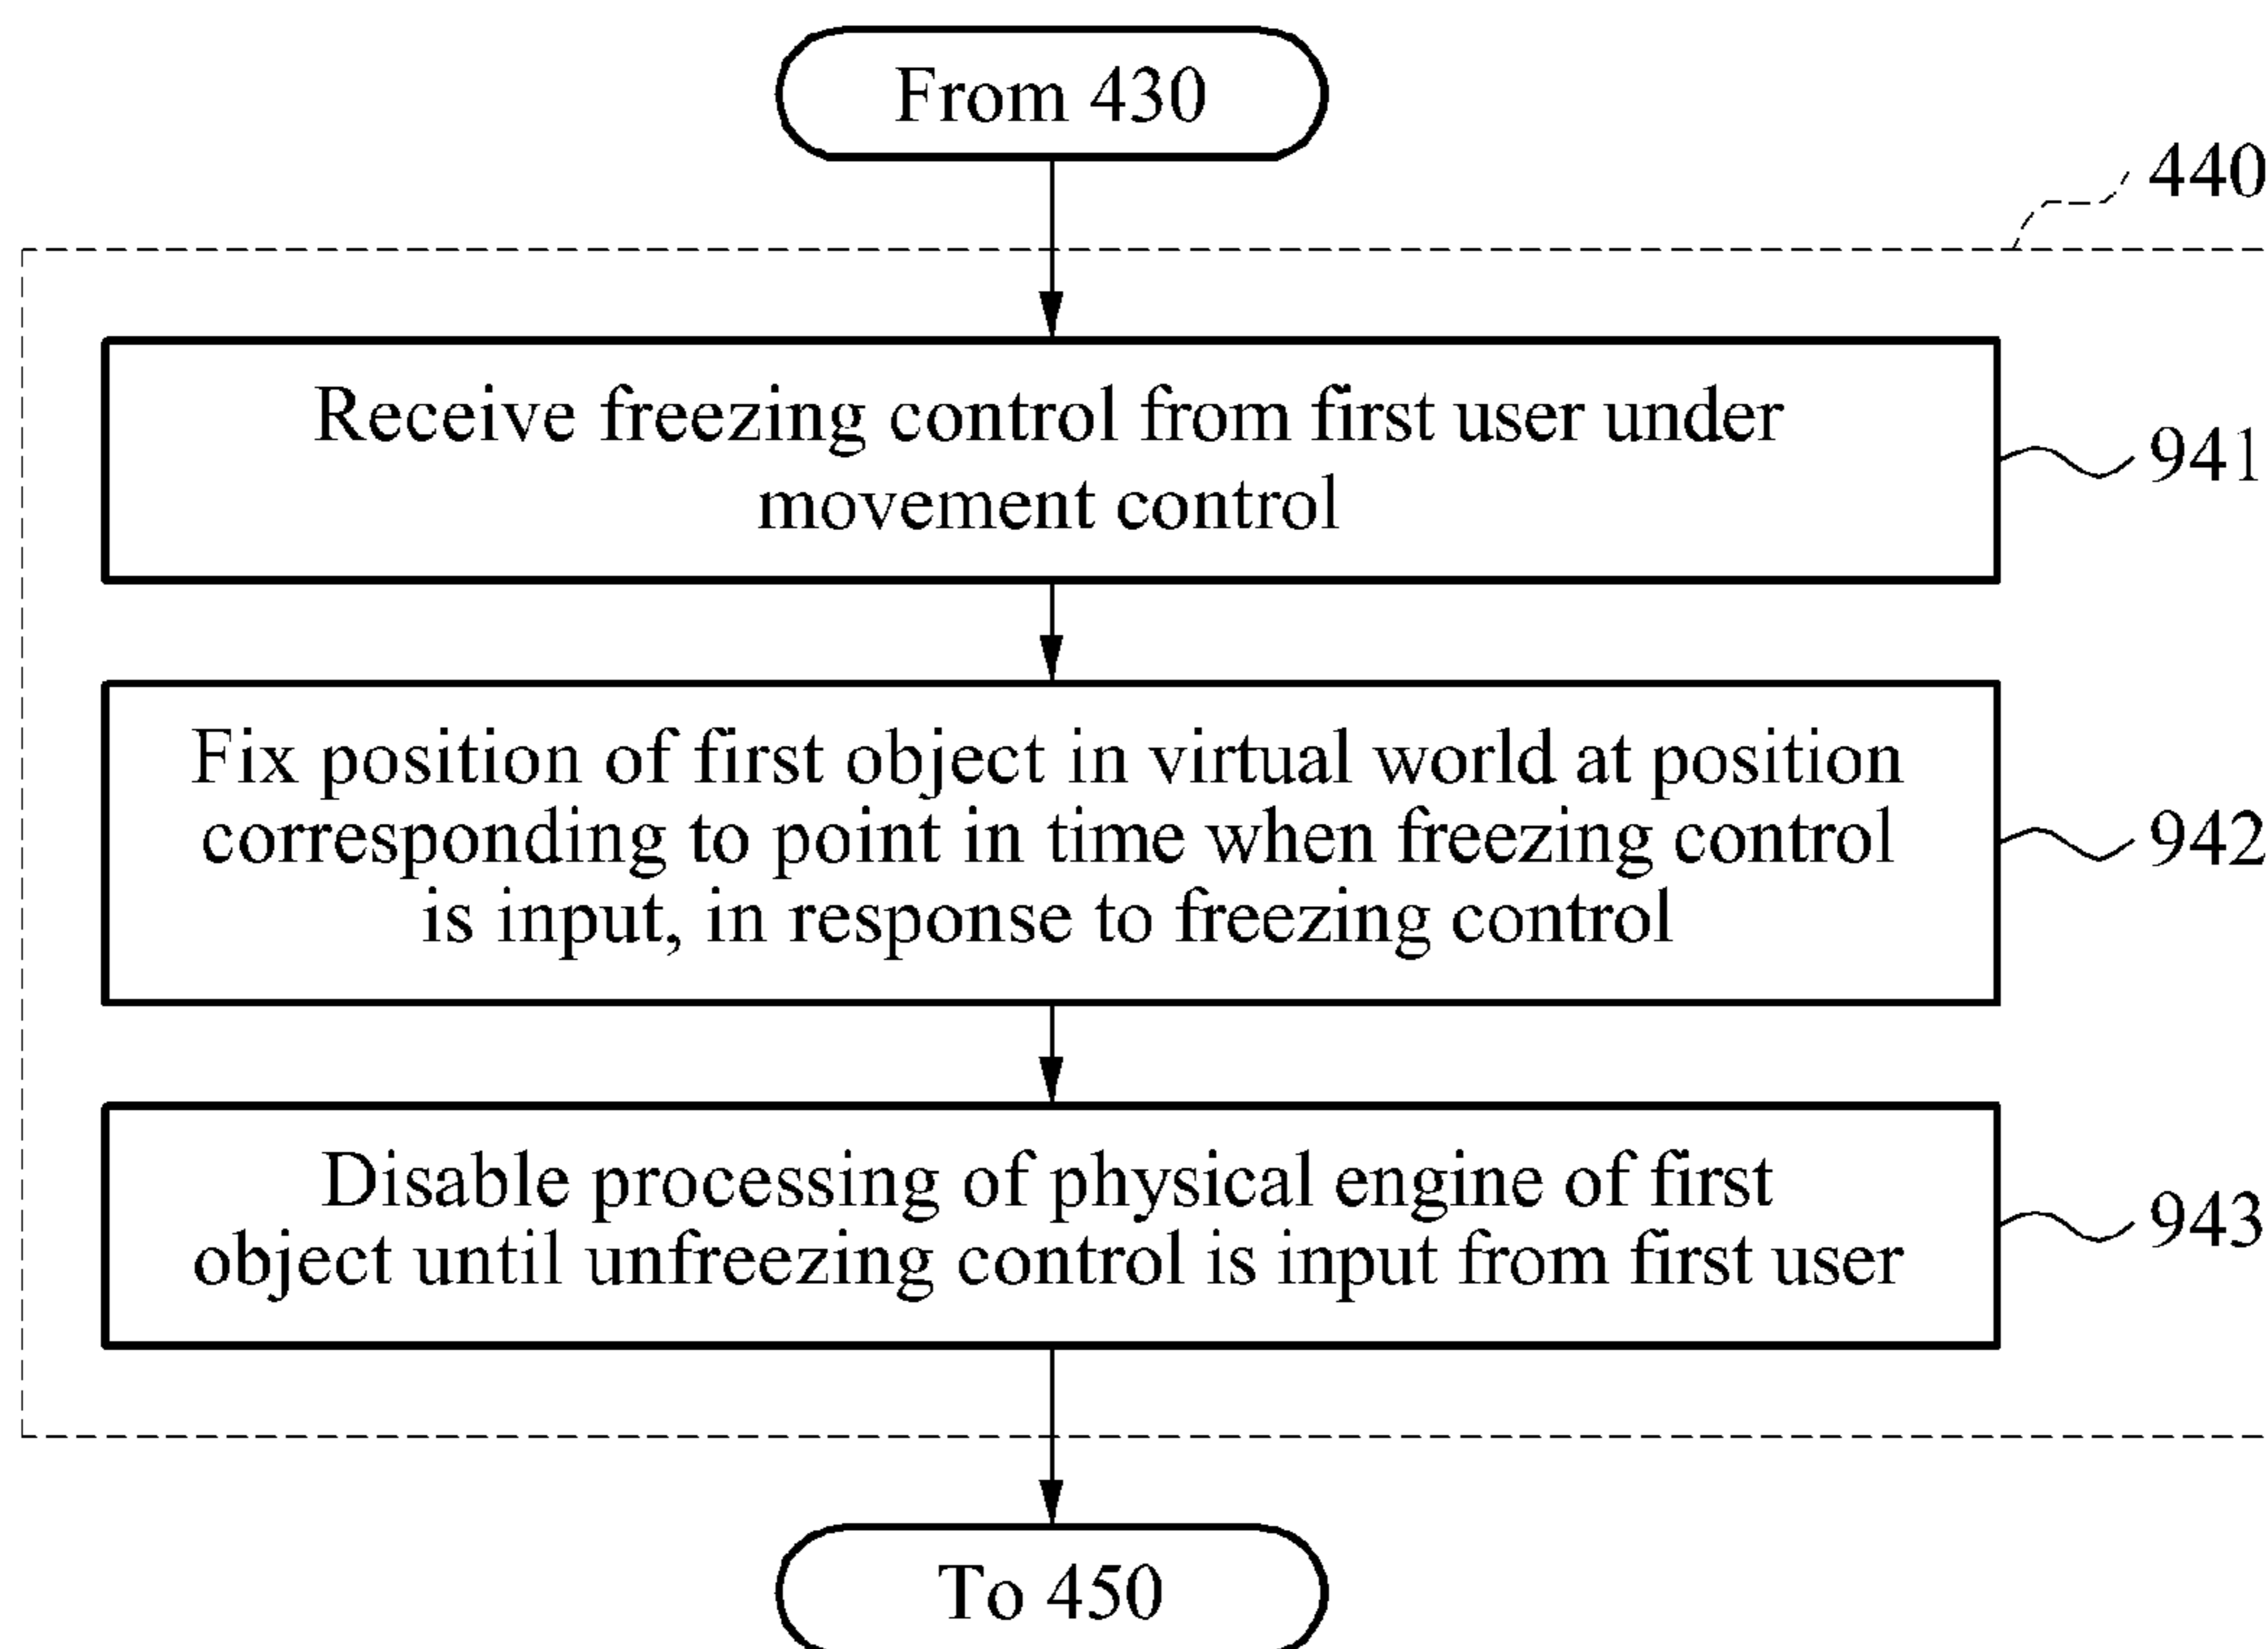 From 430
440
Receive freezing control from first user under
movement control
941
Fix position of first object in virtual world at position
corresponding to point in time when freezing control
is input, in response to freezing control
942
Disable processing of physical engine of first
object until unfreezing control is input from first user
943
To 450